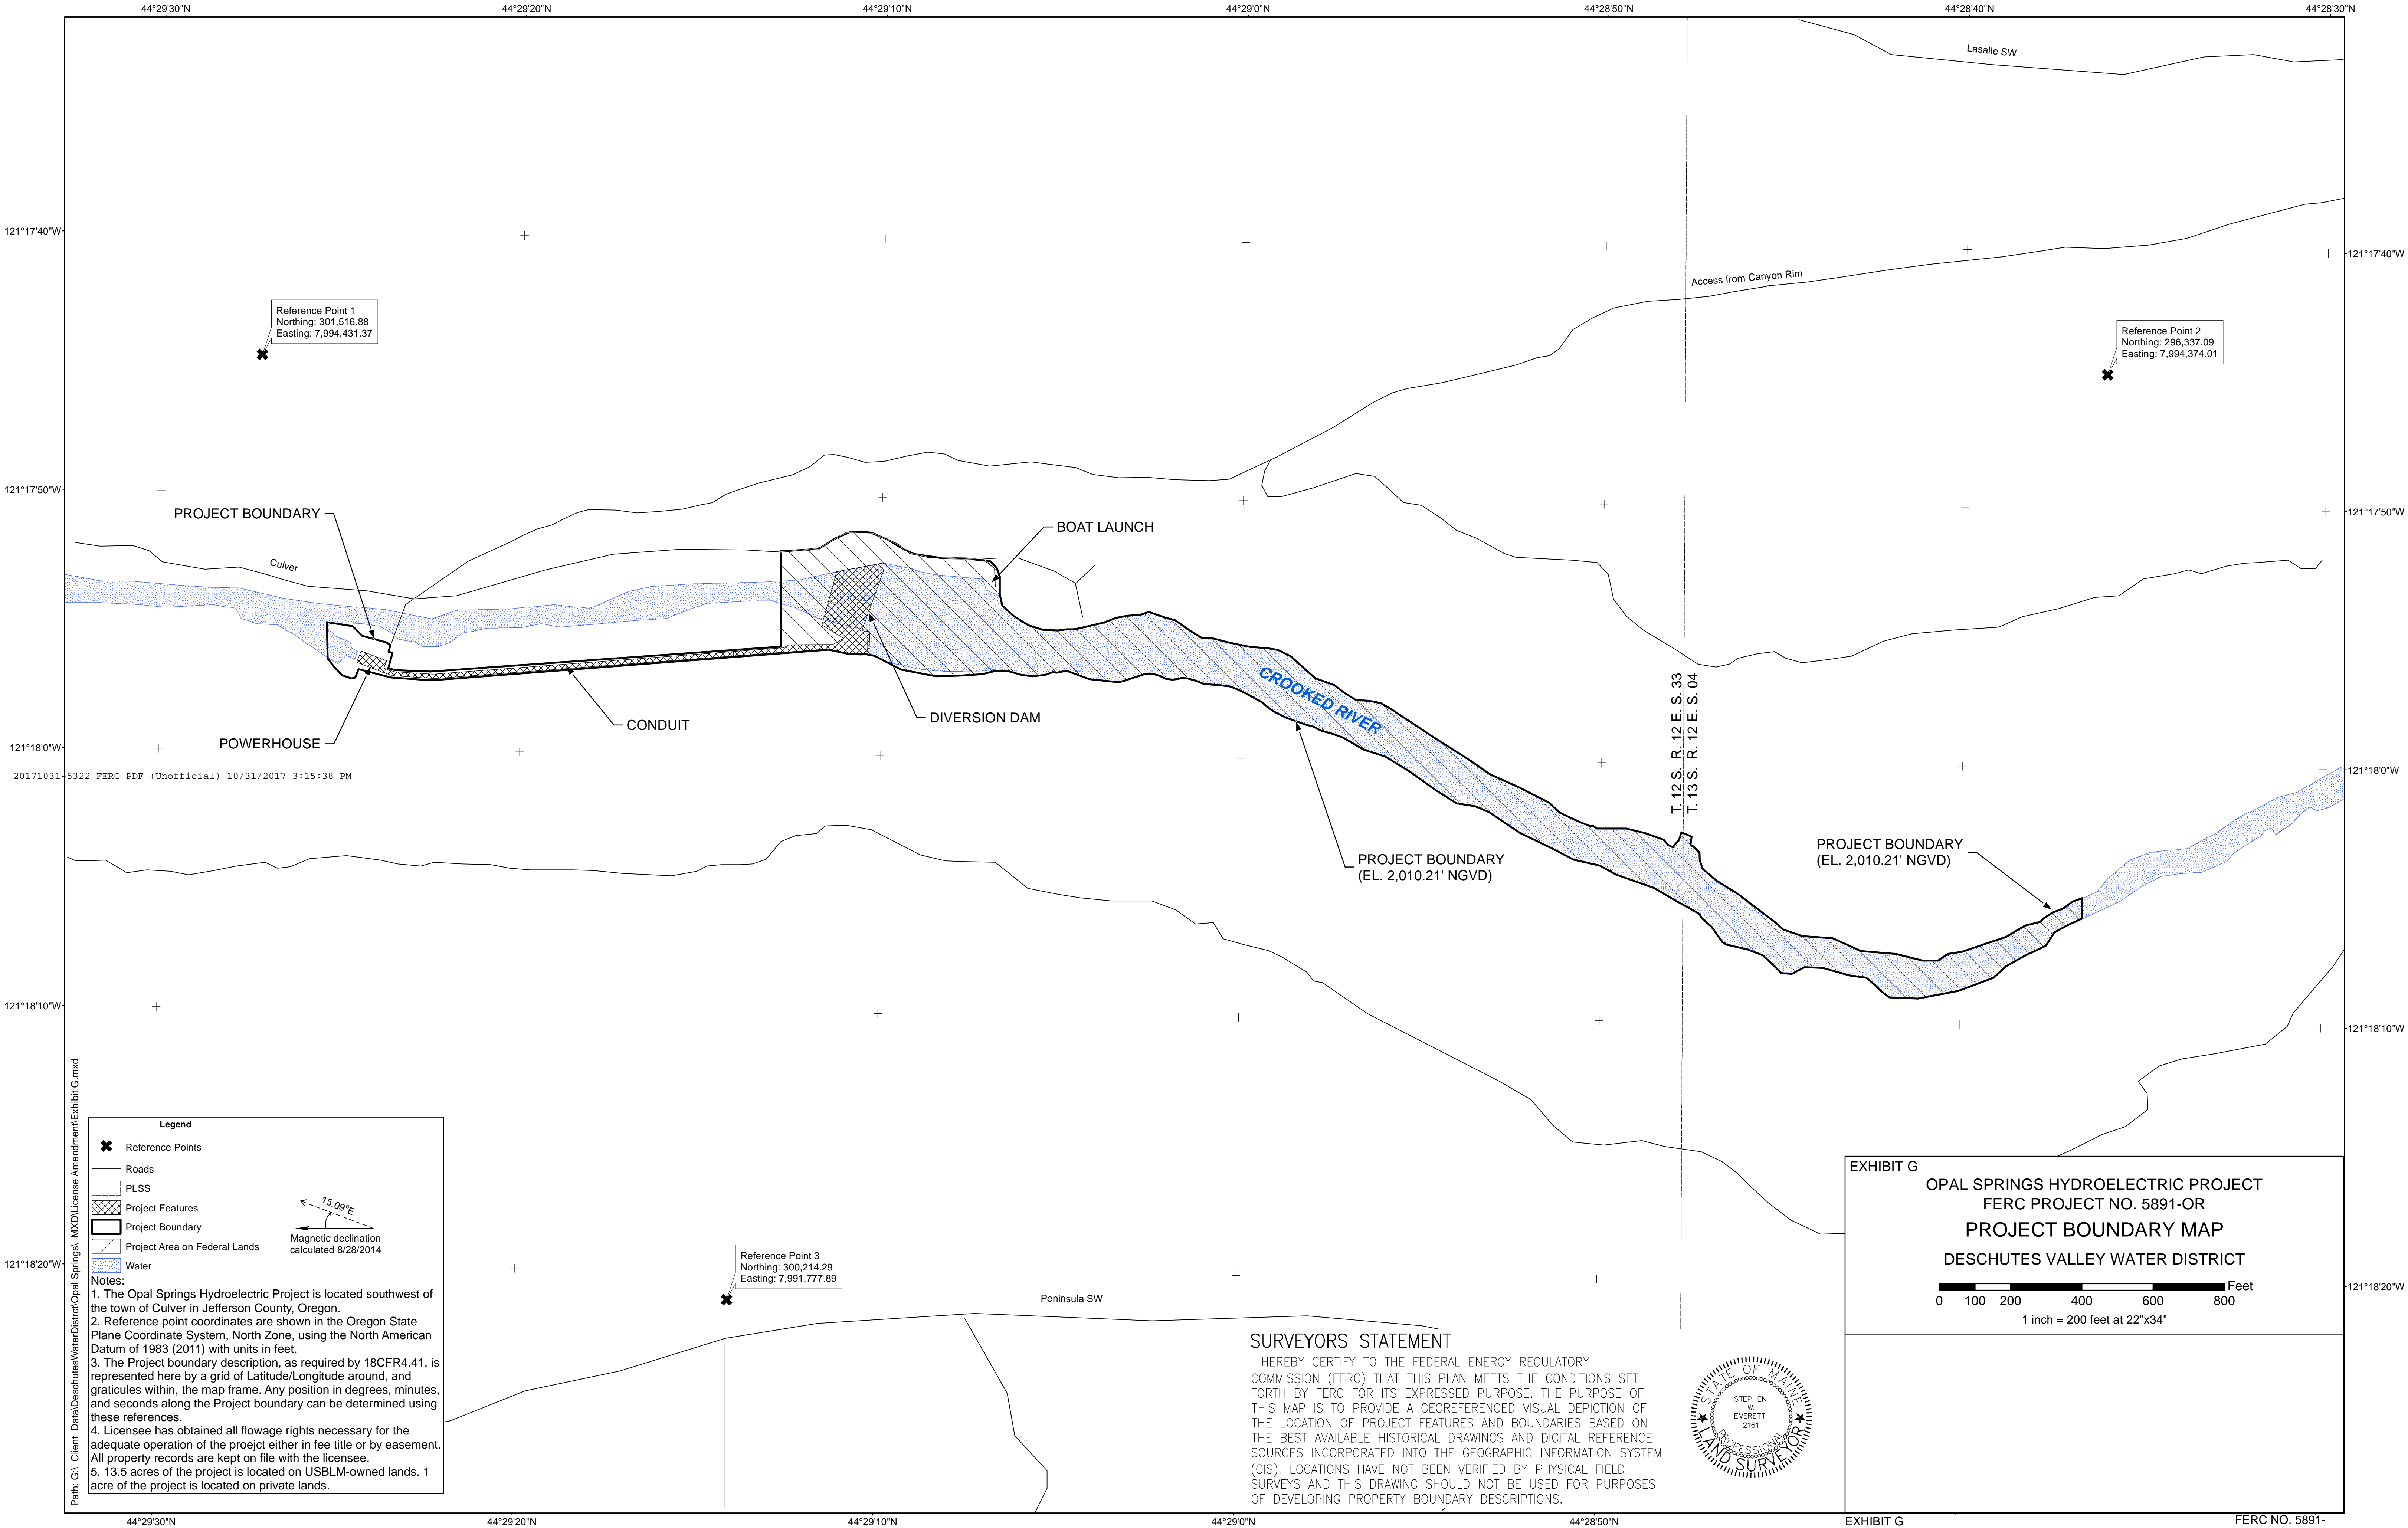 44°29'30"N
44°29'20"N
44°29'10"N
44°29'0"N
44°28'50"N
44°28'40"N
44°28'30"N
Lasalle SW
121°17'40"W
121°17'40"W
Access from Canyon Rim
Reference Point 1
Northing: 301,516.88
Easting: 7,994,431.37
Reference Point 2
Northing: 296,337.09
Easting: 7,994,374.01
121°17'50"W
121°17'50"W
PROJECT BOUNDARY
BOAT LAUNCH
Culver
CROOKED RIVER
T. 12 S. R. 12 E. S. 33
T. 13 S. R. 12 E. S. 04
DIVERSION DAM
CONDUIT
POWERHOUSE
121°18'0"W
121°18'0"W
20171031-5322 FERC PDF (Unofficial) 10/31/2017 3:15:38 PM
PROJECT BOUNDARY
(EL. 2,010.21' NGVD)
PROJECT BOUNDARY
(EL. 2,010.21' NGVD)
121°18'10"W
121°18'10"W
Path: G:\_Client_Data\DeschutesWaterDistrct\Opal Springs\_MXD\License Amendment\Exhibit G.mxd
Legend
Reference Points
Roads
PLSS
Project Features
Project Boundary
Project Area on Federal Lands
Water
15.09°E
Magnetic declination
calculated 8/28/2014
Notes:
1. The Opal Springs Hydroelectric Project is located southwest of
the town of Culver in Jefferson County, Oregon.
2. Reference point coordinates are shown in the Oregon State
Plane Coordinate System, North Zone, using the North American
Datum of 1983 (2011) with units in feet.
3. The Project boundary description, as required by 18CFR4.41, is
represented here by a grid of Latitude/Longitude around, and
graticules within, the map frame. Any position in degrees, minutes,
and seconds along the Project boundary can be determined using
these references.
4. Licensee has obtained all flowage rights necessary for the
adequate operation of the proejct either in fee title or by easement.
All property records are kept on file with the licensee.
5. 13.5 acres of the project is located on USBLM-owned lands. 1
acre of the project is located on private lands.
121°18'20"W
121°18'20"W
Reference Point 3
Northing: 300,214.29
Easting: 7,991,777.89
Peninsula SW
SURVEYORS STATEMENT
I HEREBY CERTIFY TO THE FEDERAL ENERGY REGULATORY
COMMISSION (FERC) THAT THIS PLAN MEETS THE CONDITIONS SET
FORTH BY FERC FOR ITS EXPRESSED PURPOSE. THE PURPOSE OF
THIS MAP IS TO PROVIDE A GEOREFERENCED VISUAL DEPICTION OF
THE LOCATION OF PROJECT FEATURES AND BOUNDARIES BASED ON
THE BEST AVAILABLE HISTORICAL DRAWINGS AND DIGITAL REFERENCE
SOURCES INCORPORATED INTO THE GEOGRAPHIC INFORMATION SYSTEM
(GIS). LOCATIONS HAVE NOT BEEN VERIFIED BY PHYSICAL FIELD
SURVEYS AND THIS DRAWING SHOULD NOT BE USED FOR PURPOSES
OF DEVELOPING PROPERTY BOUNDARY DESCRIPTIONS.
STATE OF MAINE
STEPHEN
W.
EVERETT
2161
PROFESSIONAL
LAND SURVEYOR
EXHIBIT G
OPAL SPRINGS HYDROELECTRIC PROJECT
FERC PROJECT NO. 5891-OR
PROJECT BOUNDARY MAP
DESCHUTES VALLEY WATER DISTRICT
Feet
0 100 200 400 600 800
1 inch = 200 feet at 22"x34"
44°29'30"N
44°29'20"N
44°29'10"N
44°29'0"N
44°28'50"N
EXHIBIT G
FERC NO. 5891-